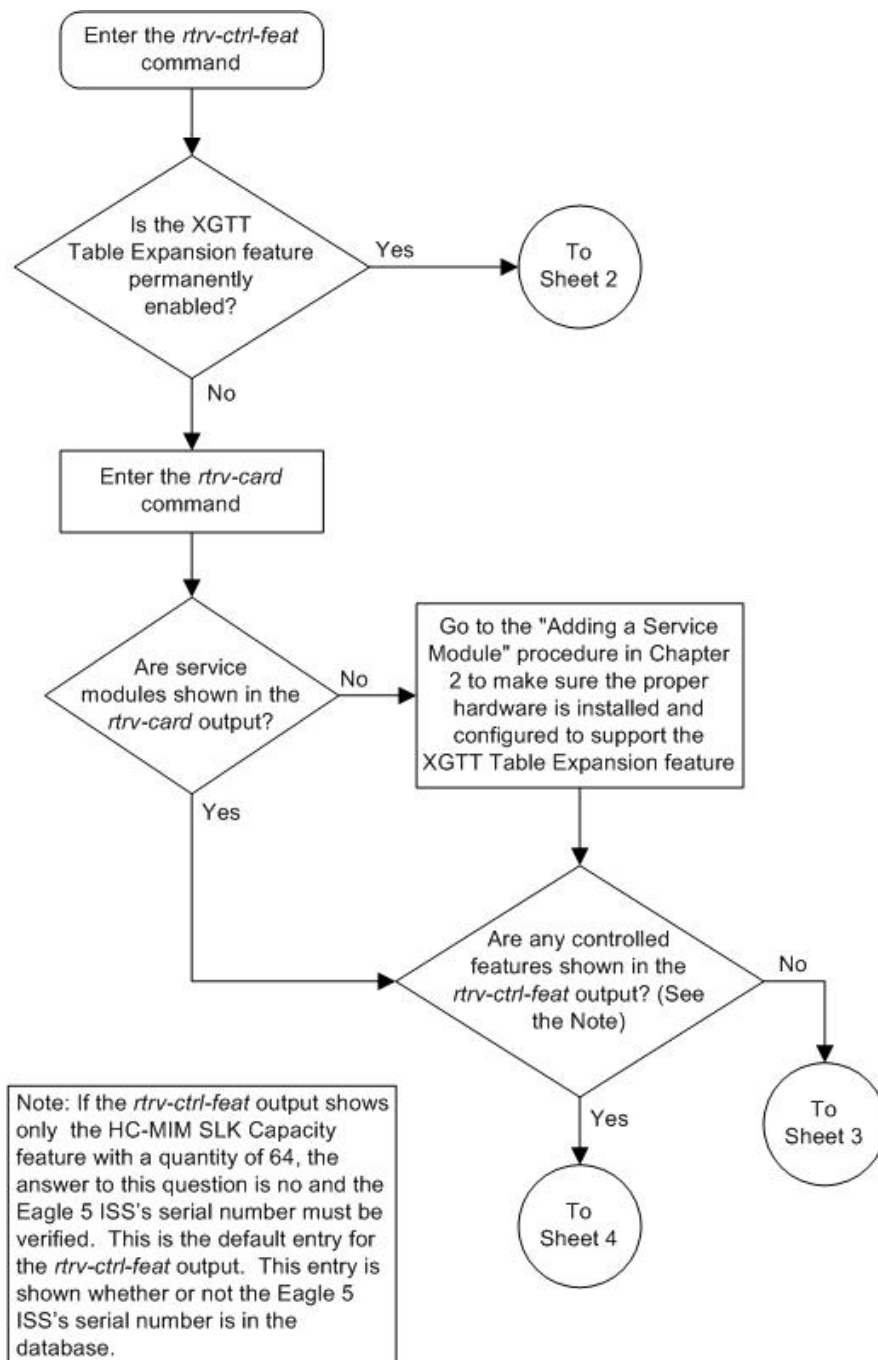 Enter the rtrv-ctrl-feat
command
Is the XGTT
Table Expansion feature
permanently
enabled?
Yes
To
Sheet 2
No
Enter the rtrv-card
command
Are service
modules shown in the
rtrv-card output?
No
Go to the "Adding a Service
Module" procedure in Chapter
2 to make sure the proper
hardware is installed and
configured to support the
XGTT Table Expansion feature
Yes
Are any controlled
features shown in the
rtrv-ctrl-feat output? (See
the Note)
No
To
Sheet 3
Yes
To
Sheet 4
Note: If the rtrv-ctrl-feat output shows
only the HC-MIM SLK Capacity
feature with a quantity of 64, the
answer to this question is no and the
Eagle 5 ISS's serial number must be
verified. This is the default entry for
the rtrv-ctrl-feat output. This entry is
shown whether or not the Eagle 5
ISS's serial number is in the
database.